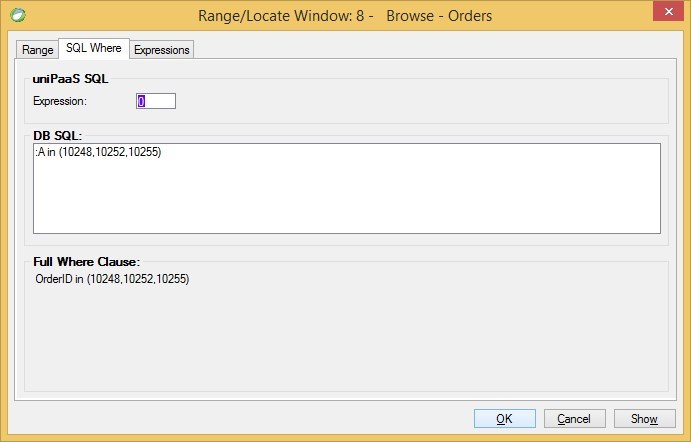 Range/Locate Window: 8 - Browse - Orders
Range SQL Where Expressions
uniPaaS SQL
Expression: 0
DB SQL:
:A in (10248,10252,10255)
Full Where Clause:
OrderID in (10248,10252,10255)
OK Cancel Show